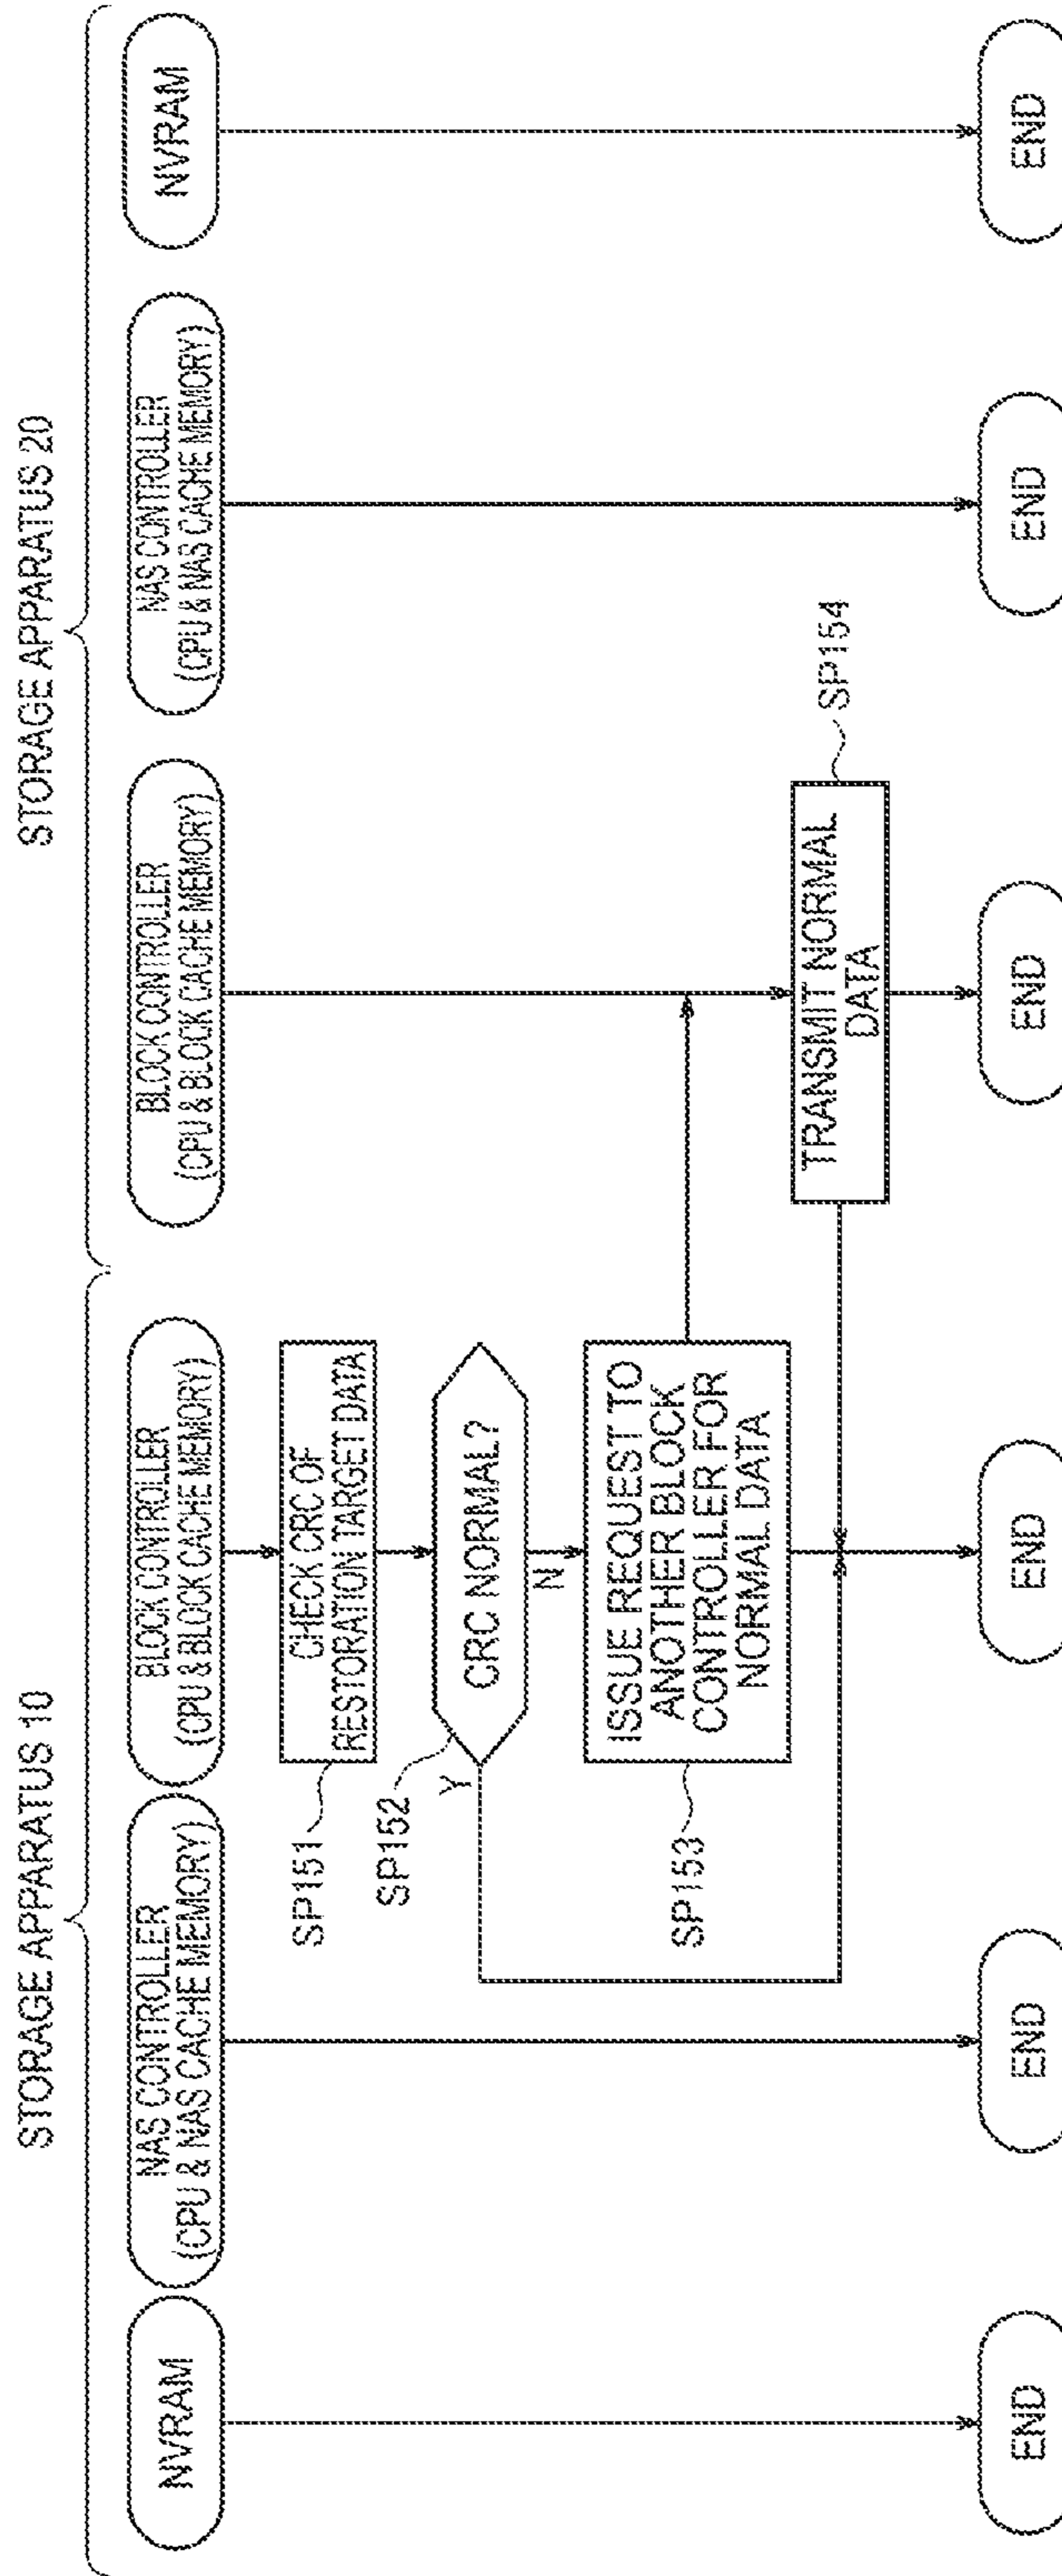 STORAGE APPARATUS 10
STORAGE APPARATUS 20
NVRAM
NAS CONTROLLER
(CPU & NAS CACHE MEMORY)
BLOCK CONTROLLER
(CPU & BLOCK CACHE MEMORY)
BLOCK CONTROLLER
(CPU & BLOCK CACHE MEMORY)
NAS CONTROLLER
(CPU & NAS CACHE MEMORY)
NVRAM
SP151
CHECK CRC OF
RESTORATION TARGET DATA
SP152
CRC NORMAL?
Y
N
SP153
ISSUE REQUEST TO
ANOTHER BLOCK
CONTROLLER FOR
NORMAL DATA
TRANSMIT NORMAL
DATA
SP154
END
END
END
END
END
END